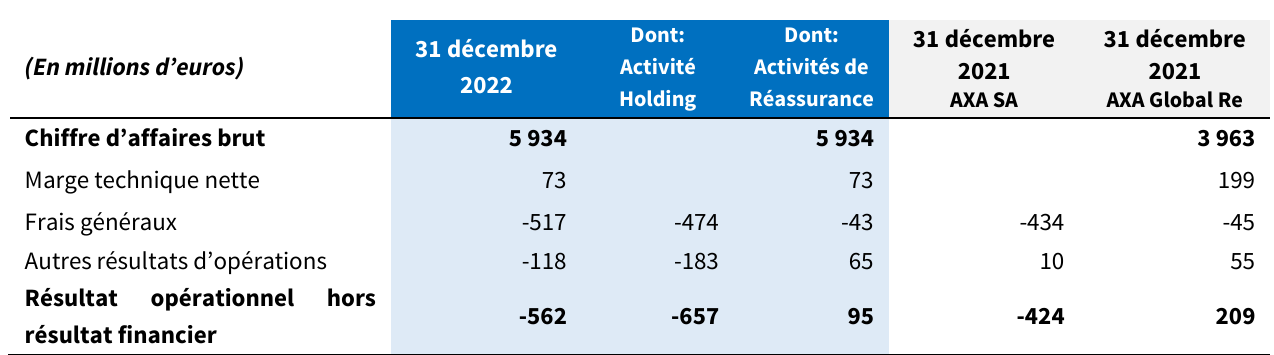 (En millions d’euros) 31 décembre 2022 Dont: Activité Holding Dont: Activités de Réassurance 31 décembre 2021 AXA SA 31 décembre 2021 AXA Global Re
Chiffre d’affaires brut 5 934 5 934 3 963
Marge technique nette 73 73 199
Frais généraux -517 -474 -43 -434 -45
Autres résultats d’opérations -118 -183 65 10 55
Résultat opérationnel hors
résultat financier -562 -657 95 -424 209